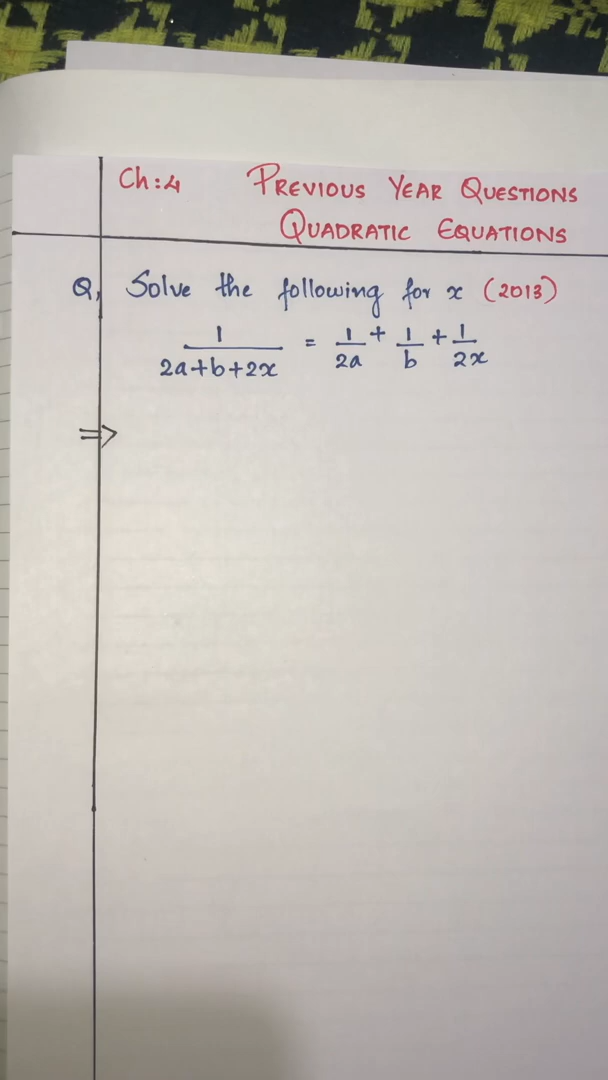 Ch:4 PREVIOUS YEAR QUESTIONS
QUADRATIC EQUATIONS
Q, Solve the following for x (2013)
1/(2a+b+2x) = 1/2a + 1/b + 1/2x
⇒